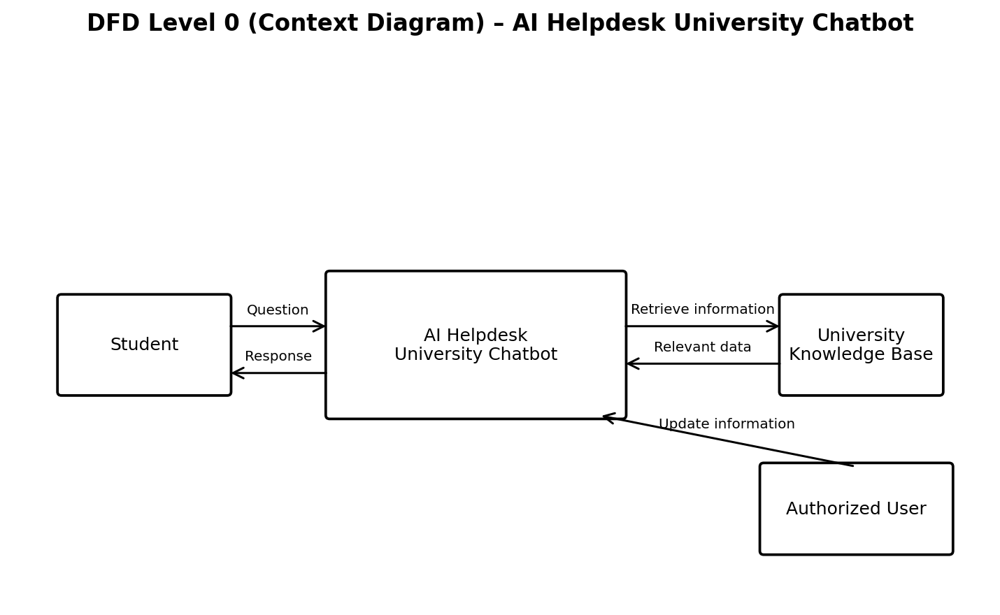 DFD Level 0 (Context Diagram) – AI Helpdesk University Chatbot
Question
Student
Response
AI Helpdesk
University Chatbot
Retrieve information
Relevant data
University
Knowledge Base
Update information
Authorized User